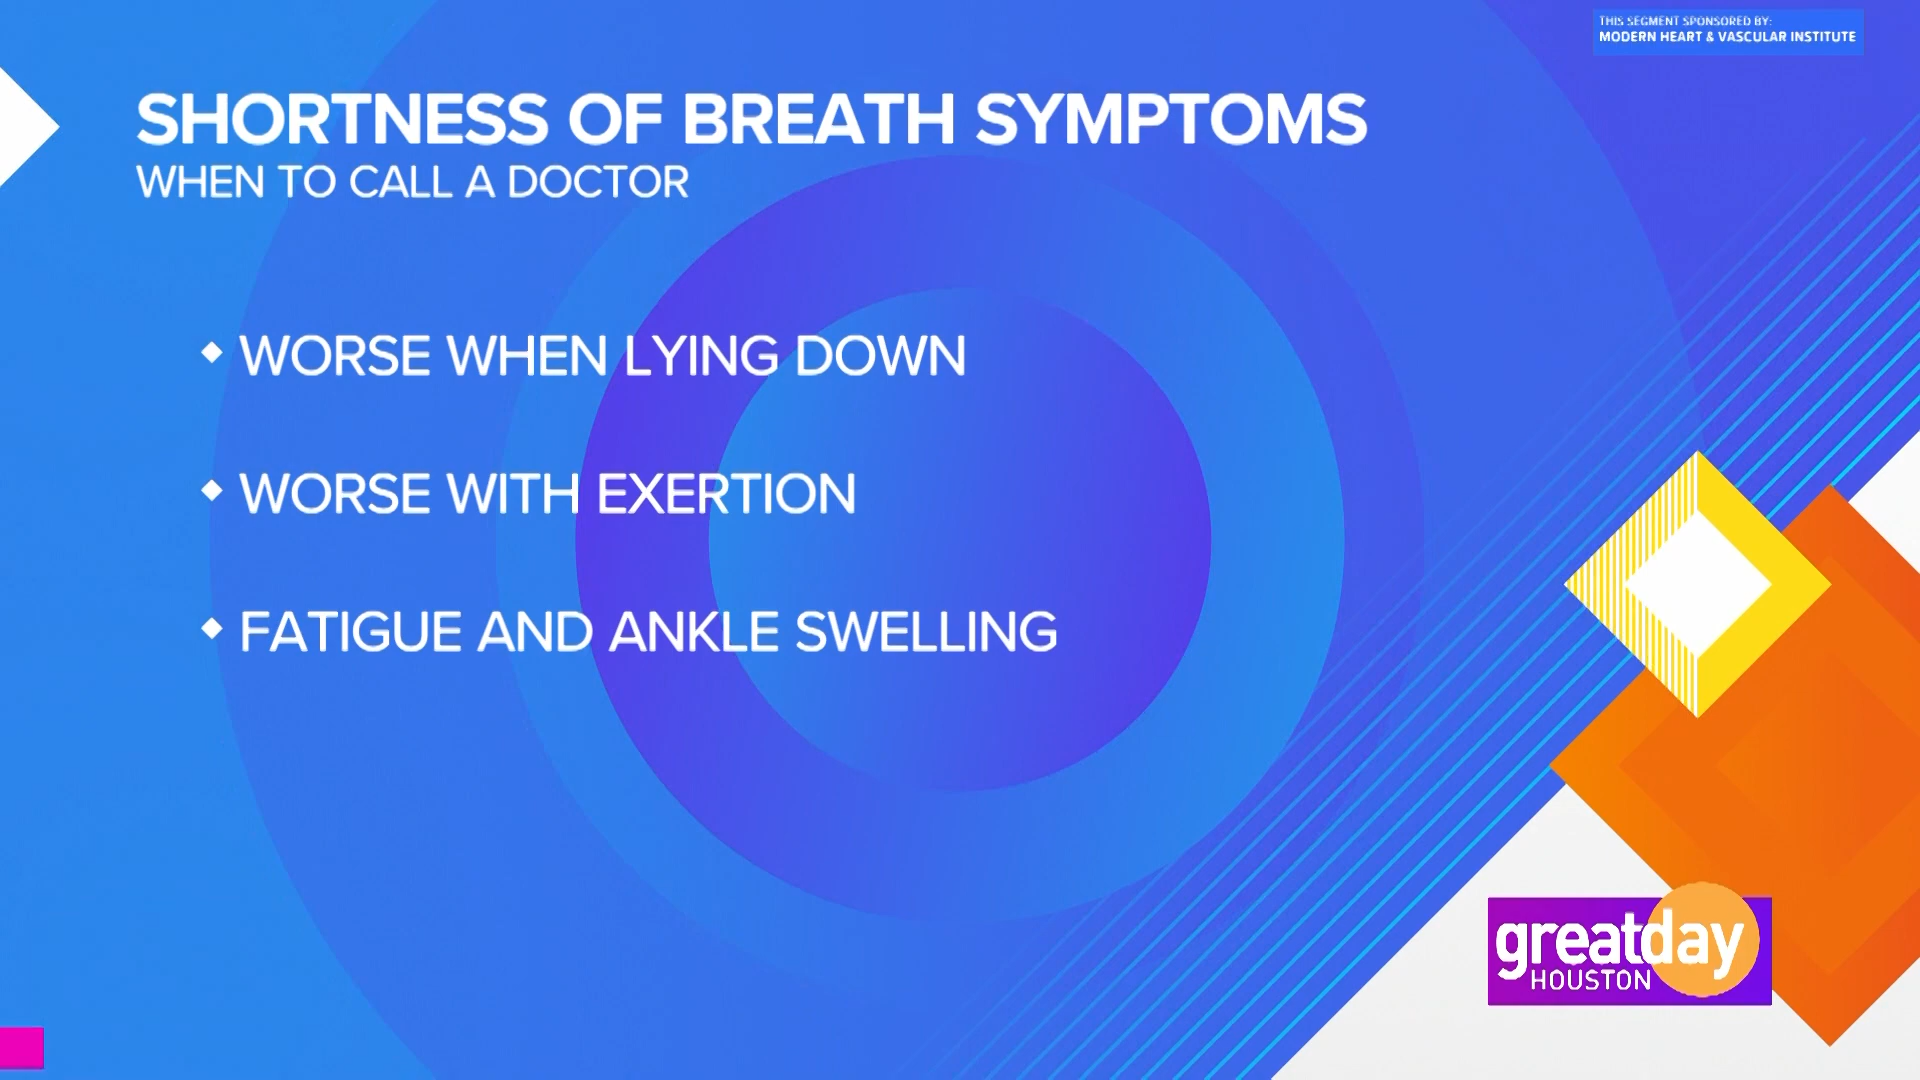 THIS SEGMENT SPONSORED BY:
MODERN HEART & VASCULAR INSTITUTE
SHORTNESS OF BREATH SYMPTOMS
WHEN TO CALL A DOCTOR
WORSE WHEN LYING DOWN
WORSE WITH EXERTION
FATIGUE AND ANKLE SWELLING
greatday
HOUSTON